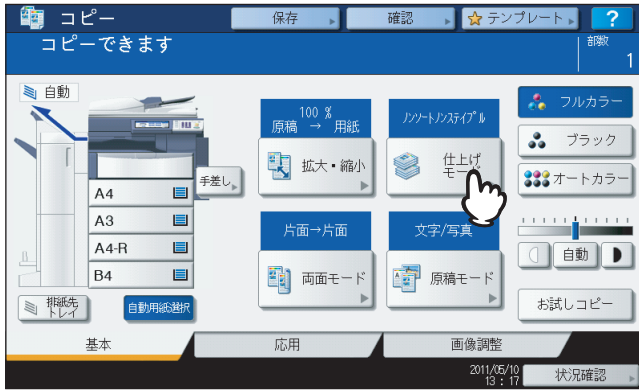 コピー
保存
確認
テンプレート
?
コピーできます
部数
1
自動
100 %
原稿 → 用紙
拡大・縮小
ノンソートノンステイプル
仕上げ
モード
フルカラー
ブラック
オートカラー
手差し
A4
A3
A4-R
B4
片面→片面
両面モード
文字/写真
原稿モード
自動
排紙先
トレイ
自動用紙選択
お試しコピー
基本
応用
画像調整
2011/05/10
13 : 17
状況確認